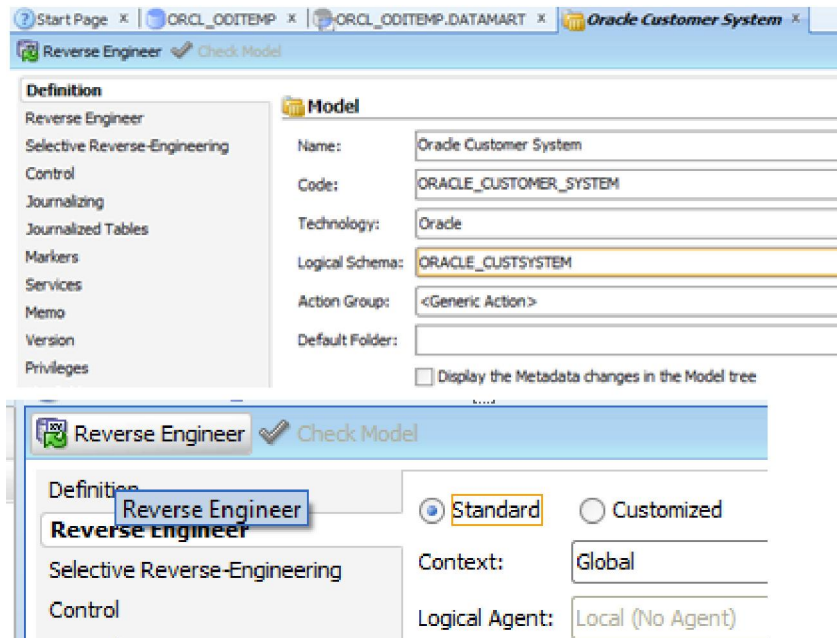 Start Page x ORCL_ODITEMP x ORCL_ODITEMP.DATAMART x Oracle Customer System x
Reverse Engineer Check Model
Definition
Reverse Engineer
Selective Reverse-Engineering
Control
Journalizing
Journalized Tables
Markers
Services
Memo
Version
Privileges
Model
Name: Oracle Customer System
Code: ORACLE_CUSTOMER_SYSTEM
Technology: Oracle
Logical Schema: ORACLE_CUSTSYSTEM
Action Group: <Generic Action>
Default Folder:
Display the Metadata changes in the Model tree
Reverse Engineer Check Model
Definition
Reverse Engineer
Reverse Engineer
Selective Reverse-Engineering
Control
Standard Customized
Context: Global
Logical Agent: Local (No Agent)